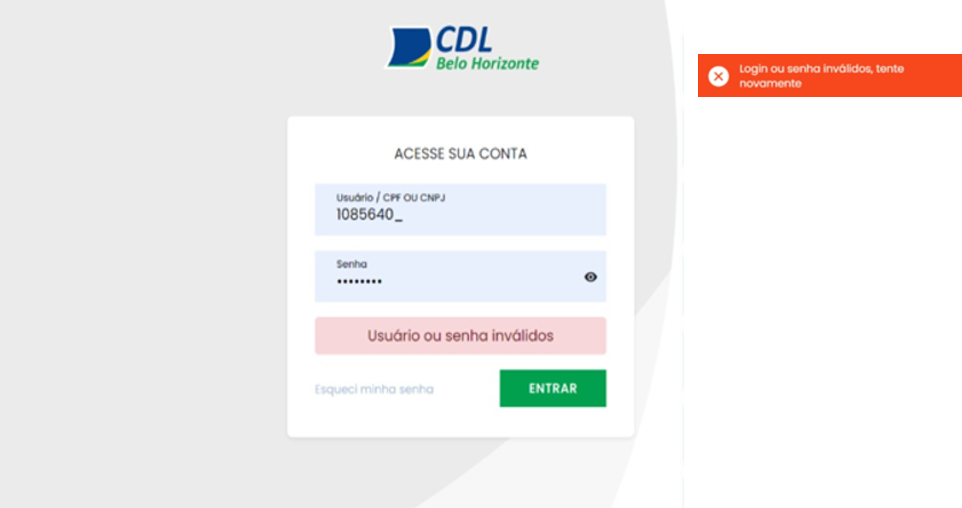 CDL
Belo Horizonte
Login ou senha inválidos, tente
novamente
ACESSE SUA CONTA
Usuário / CPF OU CNPJ
1085640_
Senha
••••••••
Usuário ou senha inválidos
Esqueci minha senha
ENTRAR